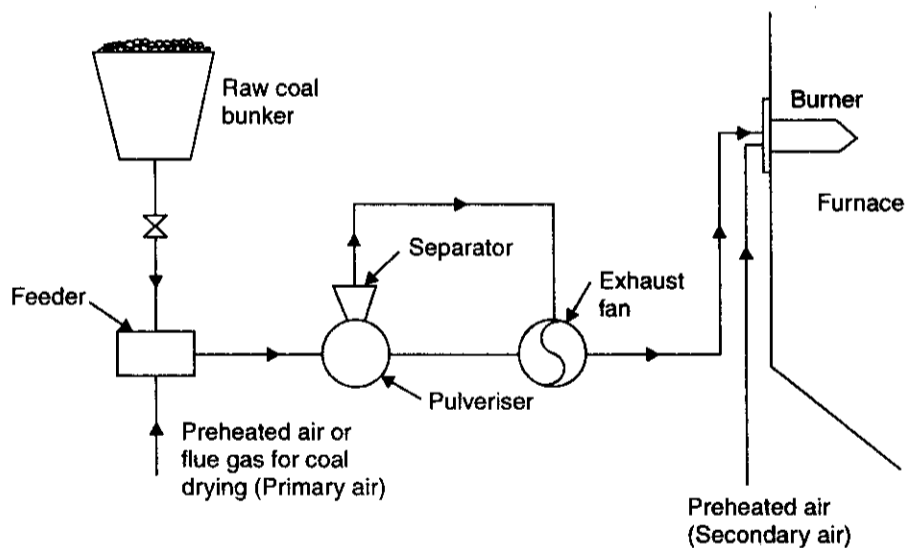 Raw coal
bunker
Burner
Furnace
Separator
Exhaust
fan
Feeder
Pulveriser
Preheated air or
flue gas for coal
drying (Primary air)
Preheated air
(Secondary air)